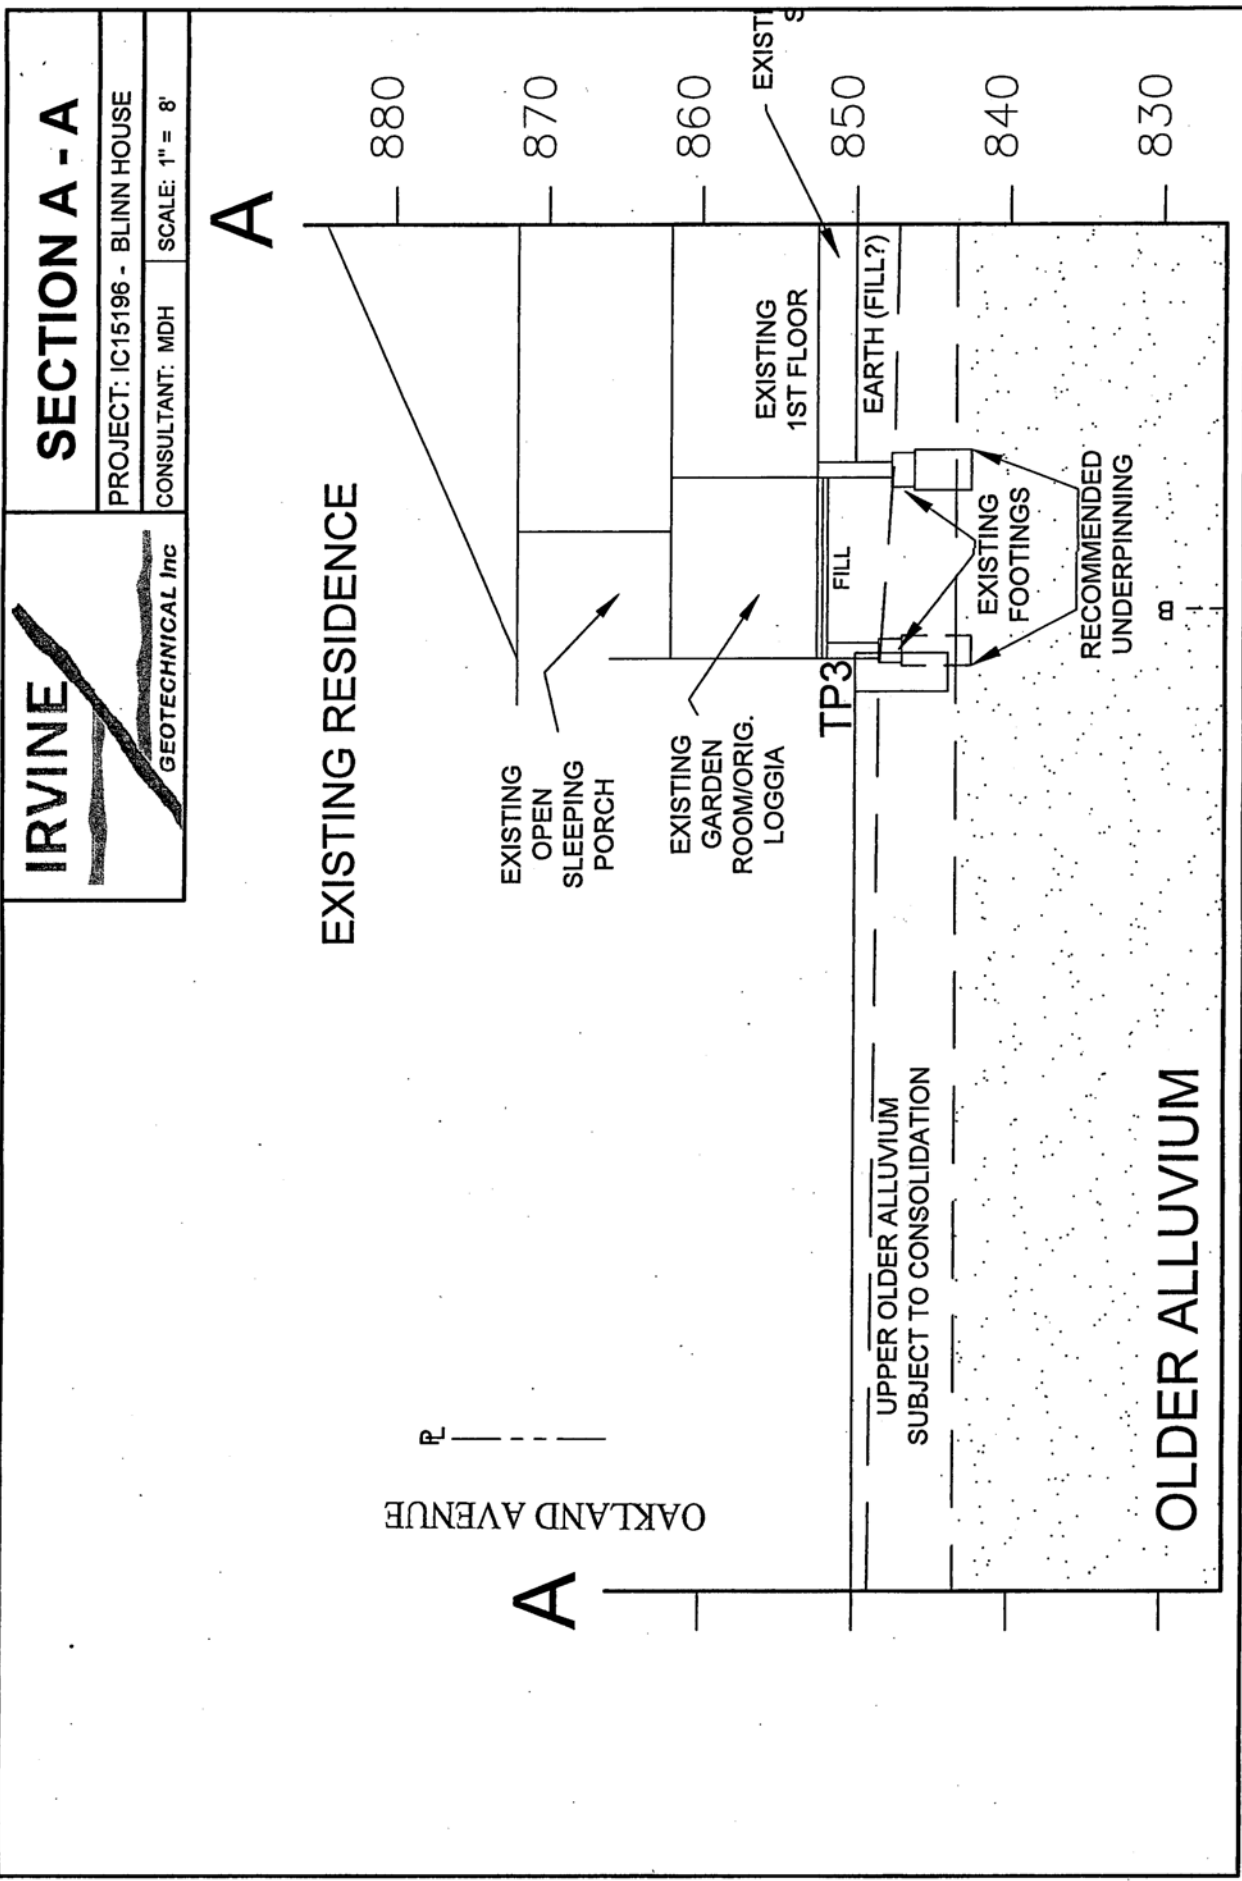 IRVINE
GEOTECHNICAL Inc
SECTION A - A
PROJECT: IC15196 - BLINN HOUSE
CONSULTANT: MDH
SCALE: 1" = 8'
EXISTING RESIDENCE
A
A
880
870
860
850
840
830
OAKLAND AVENUE
PL
EXISTING
OPEN
SLEEPING
PORCH
EXISTING
GARDEN
ROOM/ORIG.
LOGGIA
EXISTING
1ST FLOOR
EXISTI
S
TP3
FILL
EARTH (FILL?)
UPPER OLDER ALLUVIUM
SUBJECT TO CONSOLIDATION
EXISTING
FOOTINGS
RECOMMENDED
UNDERPINNING
B
OLDER ALLUVIUM